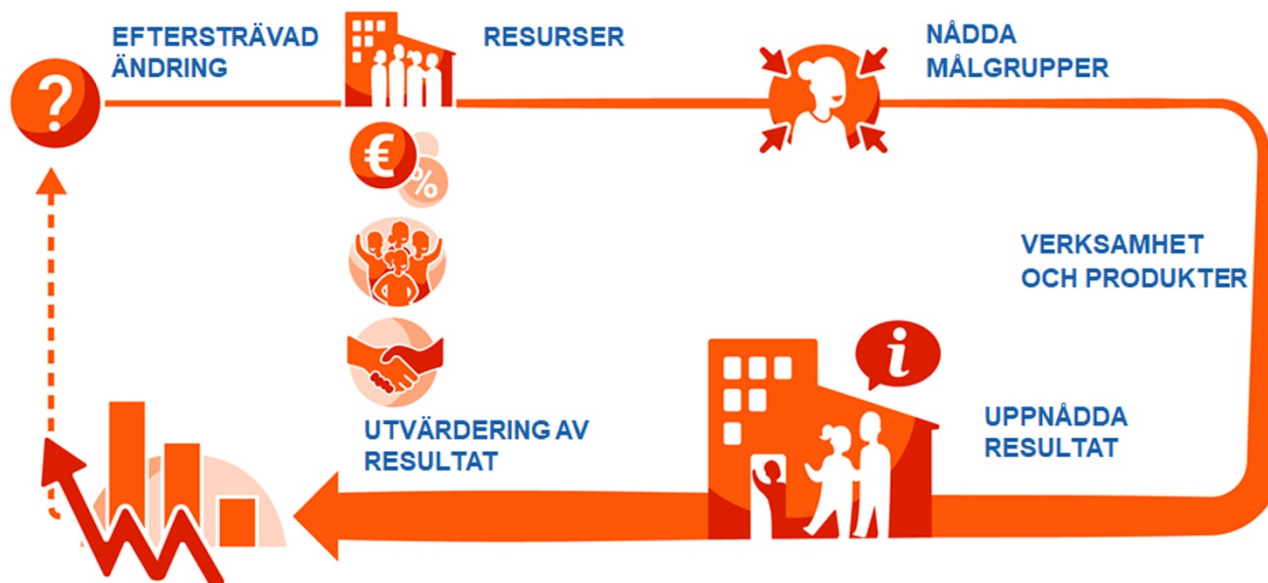 EFTERSTRÄVAD
ÄNDRING
RESURSER
NÅDDA
MÅLGRUPPER
?
€
%
VERKSAMHET
OCH PRODUKTER
i
UPPNÅDDA
RESULTAT
UTVÄRDERING AV
RESULTAT